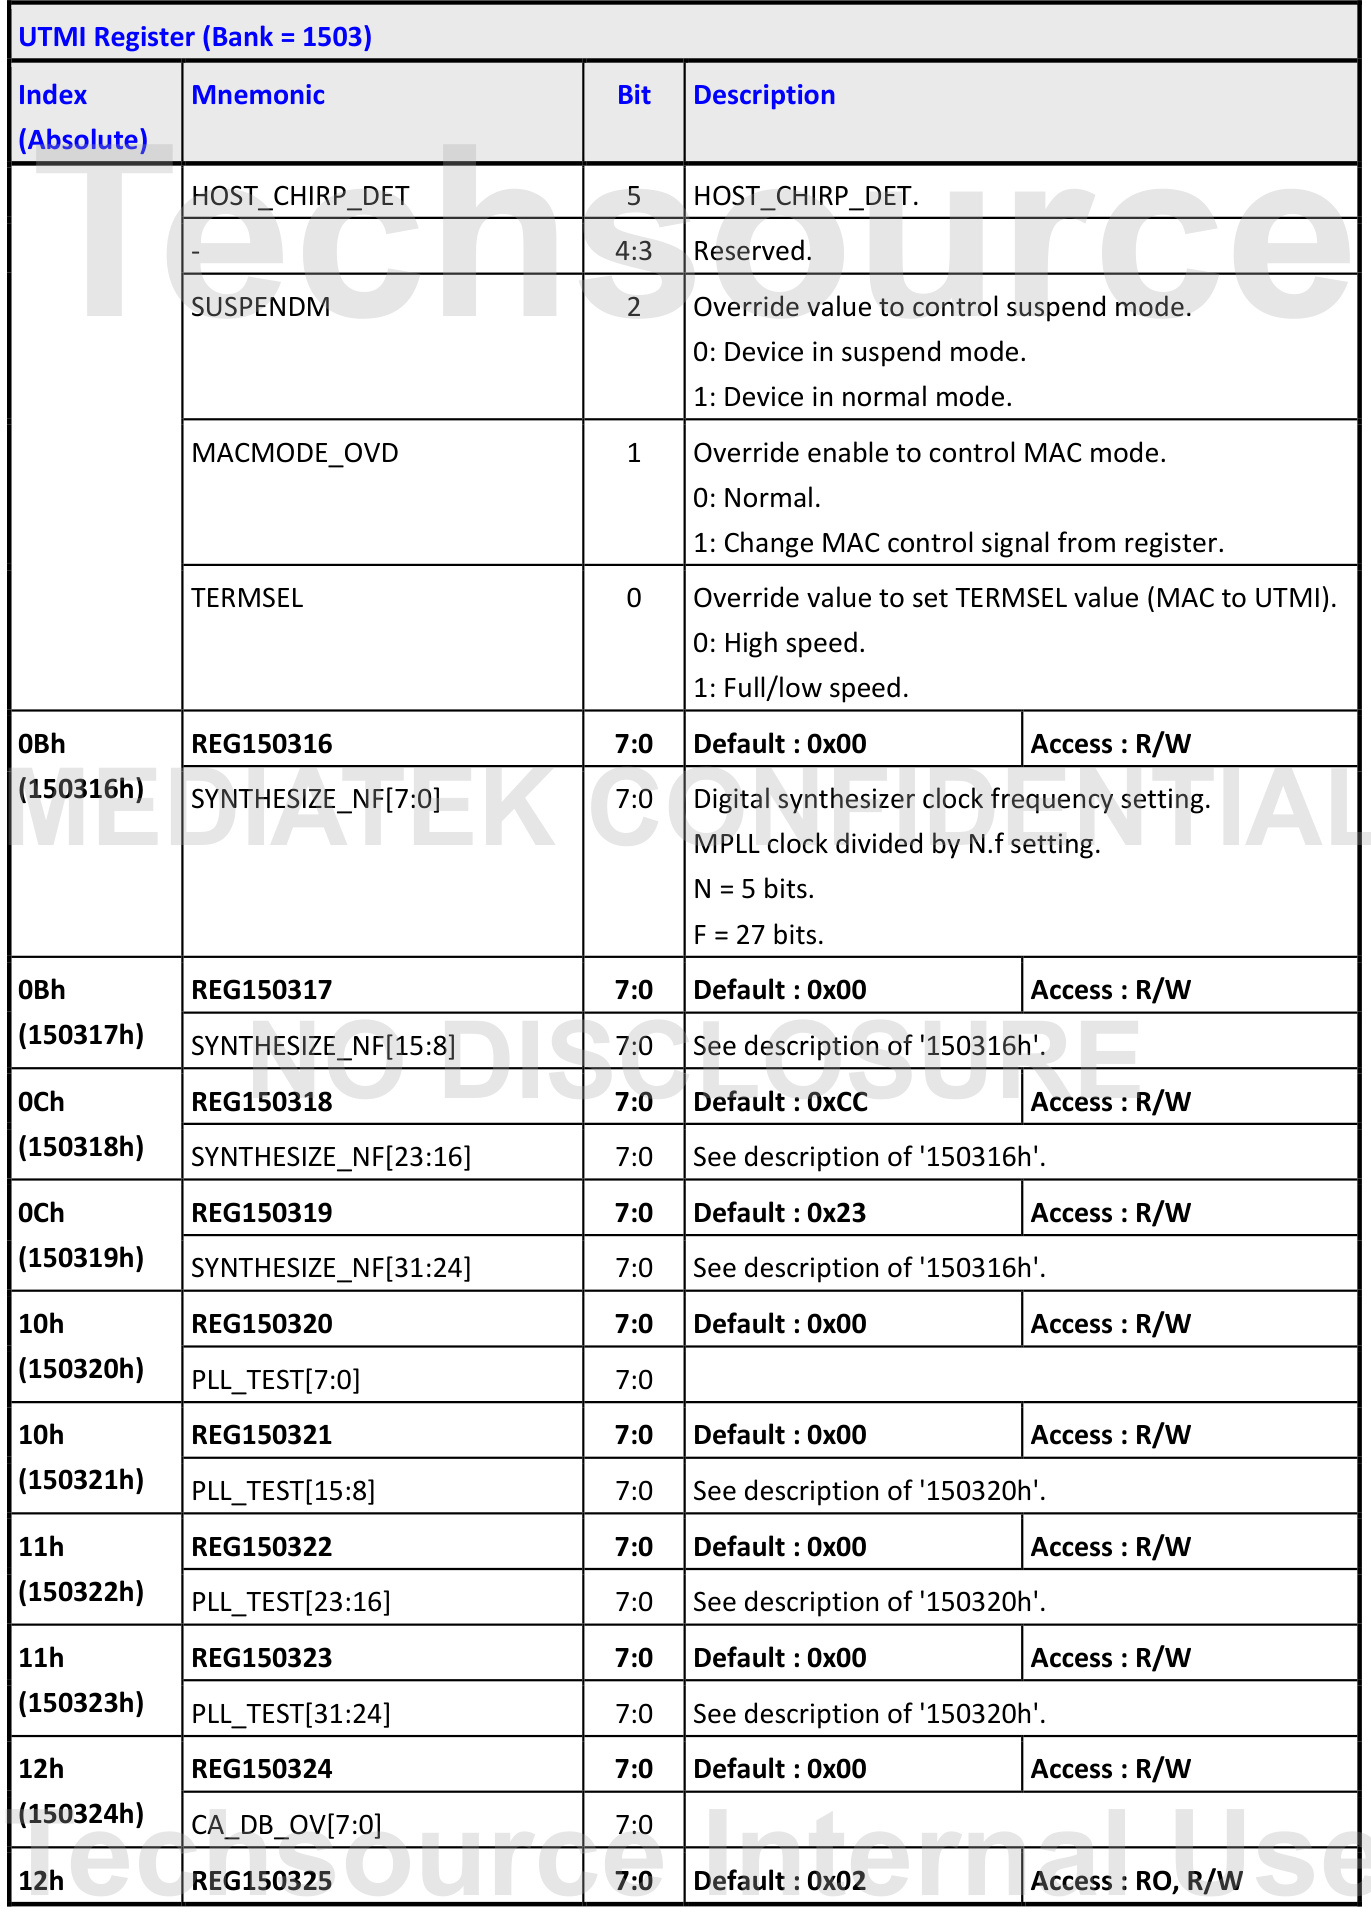 UTMI Register (Bank = 1503)
Index (Absolute) Mnemonic Bit Description
HOST_CHIRP_DET 5 HOST_CHIRP_DET.
- 4:3 Reserved.
SUSPENDM 2 Override value to control suspend mode.
0: Device in suspend mode.
1: Device in normal mode.
MACMODE_OVD 1 Override enable to control MAC mode.
0: Normal.
1: Change MAC control signal from register.
TERMSEL 0 Override value to set TERMSEL value (MAC to UTMI).
0: High speed.
1: Full/low speed.
0Bh REG150316 7:0 Default : 0x00 Access : R/W
(150316h) SYNTHESIZE_NF[7:0] 7:0 Digital synthesizer clock frequency setting.
MPLL clock divided by N.f setting.
N = 5 bits.
F = 27 bits.
0Bh REG150317 7:0 Default : 0x00 Access : R/W
(150317h) SYNTHESIZE_NF[15:8] 7:0 See description of '150316h'.
0Ch REG150318 7:0 Default : 0xCC Access : R/W
(150318h) SYNTHESIZE_NF[23:16] 7:0 See description of '150316h'.
0Ch REG150319 7:0 Default : 0x23 Access : R/W
(150319h) SYNTHESIZE_NF[31:24] 7:0 See description of '150316h'.
10h REG150320 7:0 Default : 0x00 Access : R/W
(150320h) PLL_TEST[7:0] 7:0
10h REG150321 7:0 Default : 0x00 Access : R/W
(150321h) PLL_TEST[15:8] 7:0 See description of '150320h'.
11h REG150322 7:0 Default : 0x00 Access : R/W
(150322h) PLL_TEST[23:16] 7:0 See description of '150320h'.
11h REG150323 7:0 Default : 0x00 Access : R/W
(150323h) PLL_TEST[31:24] 7:0 See description of '150320h'.
12h REG150324 7:0 Default : 0x00 Access : R/W
(150324h) CA_DB_OV[7:0] 7:0
12h REG150325 7:0 Default : 0x02 Access : RO, R/W
Techsource
MEDIATEK CONFIDENTIAL
NO DISCLOSURE
Techsource Internal Use